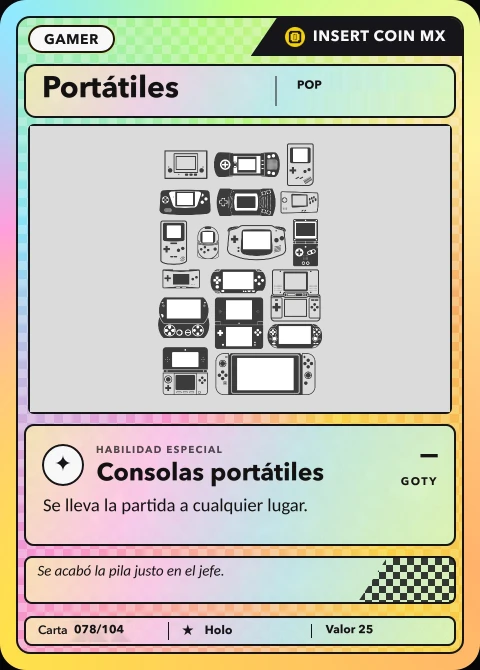 GAMER
INSERT COIN MX
Portátiles
POP
HABILIDAD ESPECIAL
Consolas portátiles
–
GOTY
Se lleva la partida a cualquier lugar.
Se acabó la pila justo en el jefe.
Carta 078/104
★ Holo
Valor 25